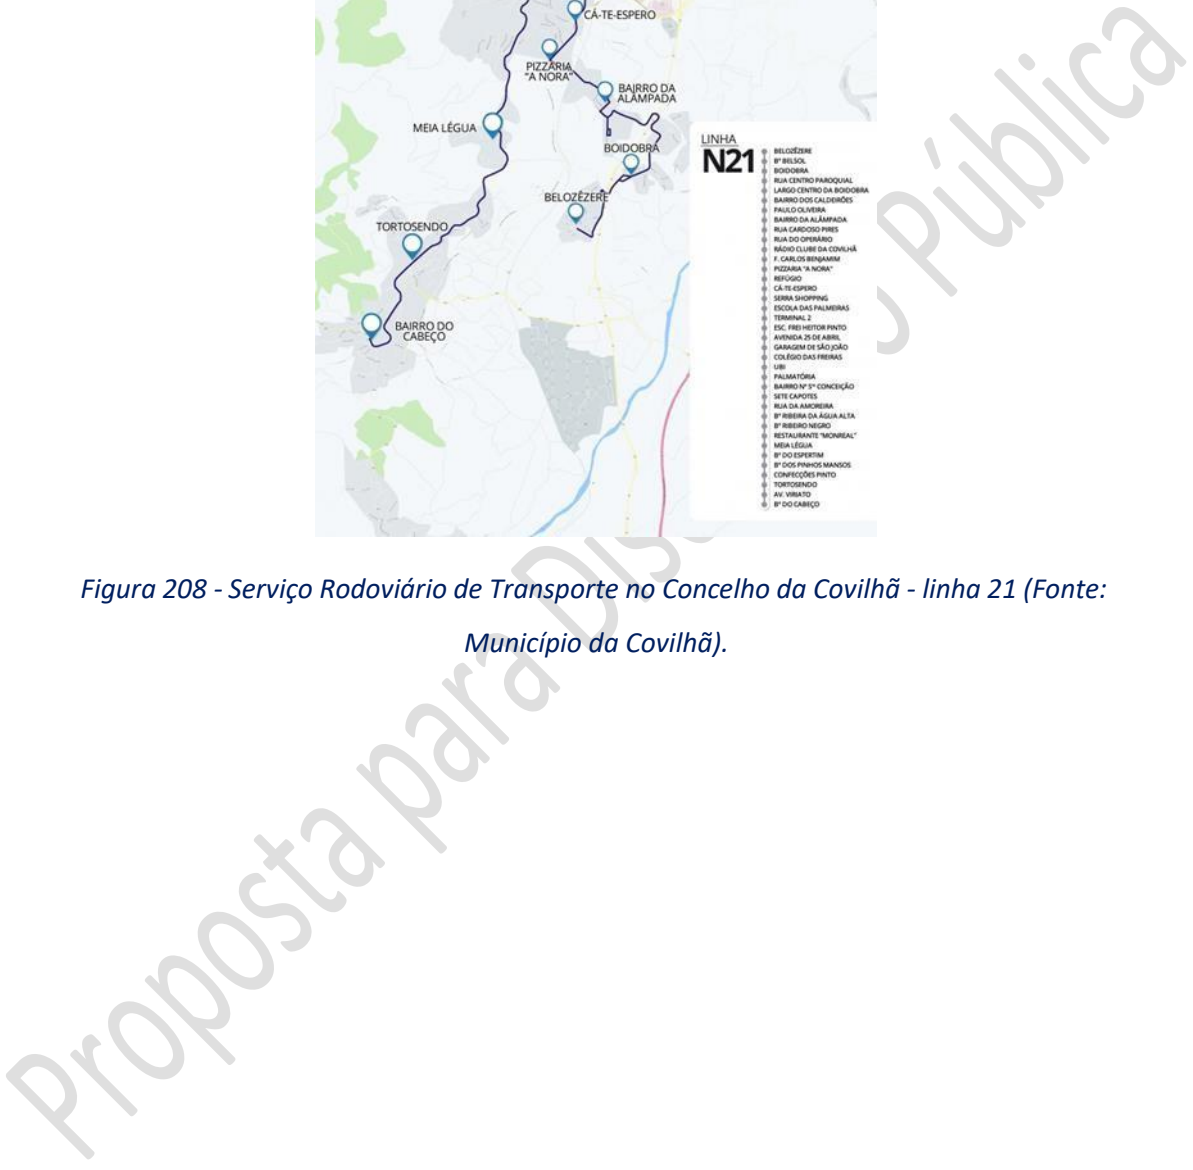 CÁ-TE-ESPERO
PIZZARIA
"A NORA"
BAIRRO DA
ALÂMPADA
MEIA LÉGUA
BOIDOBRA
BELOZÊZERE
TORTOSENDO
BAIRRO DO
CABEÇO
LINHA
N21
BELOZÊZERE
Bº BELSOL
BOIDOBRA
RUA CENTRO PAROQUIAL
LARGO CENTRO DA BOIDOBRA
BAIRRO DOS CALDEIRÕES
PAULO OLIVEIRA
BAIRRO DA ALÂMPADA
RUA CARDOSO PIRES
RUA DO OPERÁRIO
RÁDIO CLUBE DA COVILHÃ
F. CARLOS BENJAMIM
PIZZARIA "A NORA"
REFÚGIO
CÁ-TE-ESPERO
SERRA SHOPPING
ESCOLA DAS PALMEIRAS
TERMINAL 2
ESC. FREI HEITOR PINTO
AVENIDA 25 DE ABRIL
GARAGEM DE SÃO JOÃO
COLÉGIO DAS FREIRAS
UBI
PALMATÓRIA
BAIRRO Nª Sª CONCEIÇÃO
SETE CAPOTES
RUA DA AMOREIRA
Bº RIBEIRA DA ÁGUA ALTA
Bº RIBEIRO NEGRO
RESTAURANTE "MONREAL"
MEIA LÉGUA
Bº DO ESPERTIM
Bº DOS PINHOS MANSOS
CONFECÇÕES PINTO
TORTOSENDO
AV. VIRIATO
Bº DO CABEÇO
Figura 208 - Serviço Rodoviário de Transporte no Concelho da Covilhã - linha 21 (Fonte:
Município da Covilhã).
Proposta para Dis o Pública